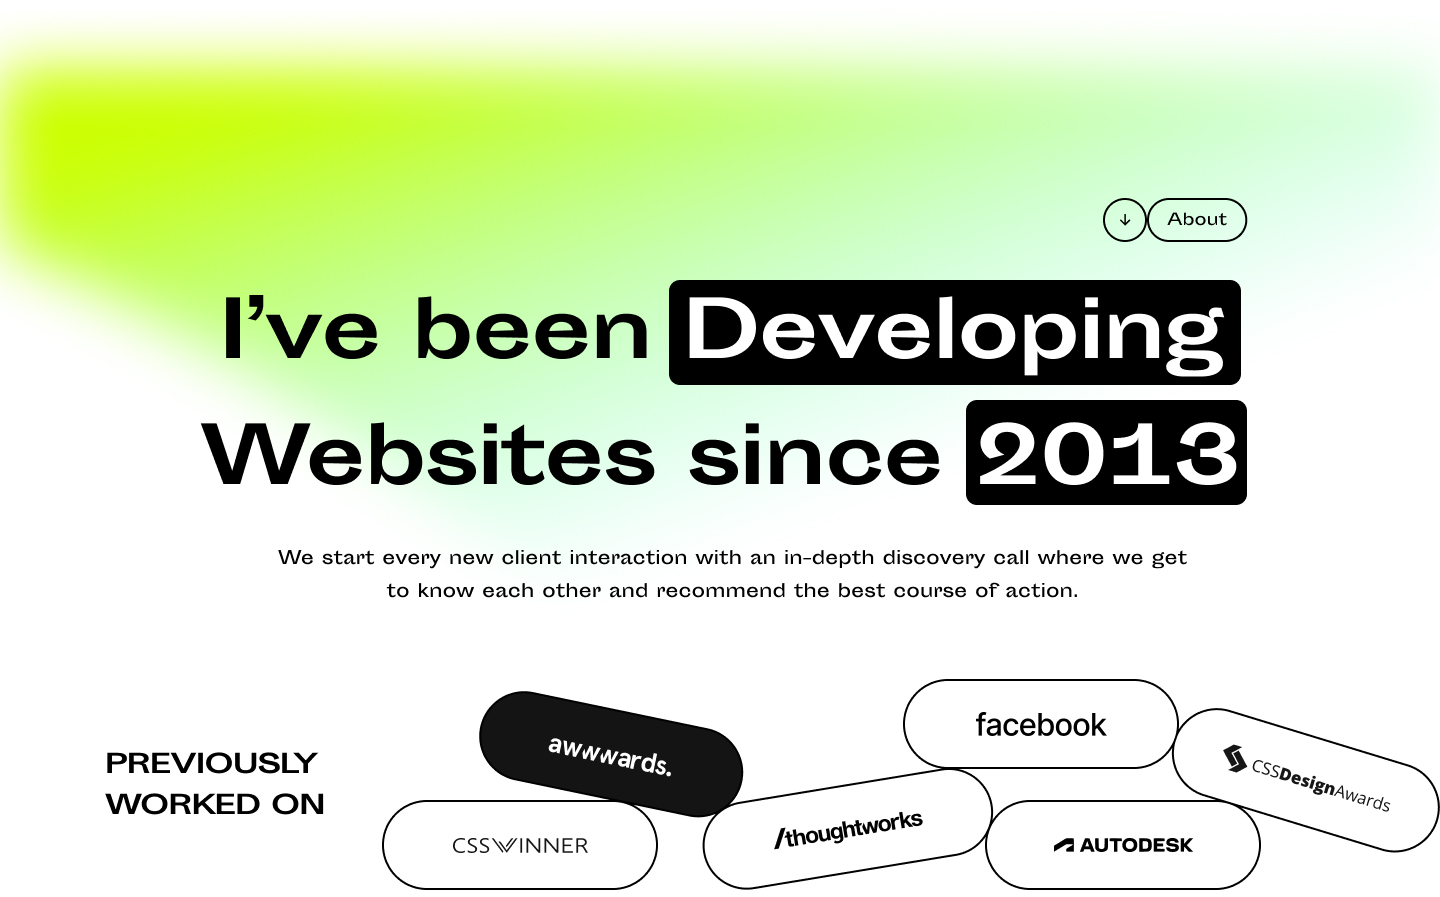 ↓ About
I’ve been Developing
Websites since 2013
We start every new client interaction with an in-depth discovery call where we get
to know each other and recommend the best course of action.
PREVIOUSLY
WORKED ON
awwwards.
facebook
CSSDesignAwards
CSSWINNER
/thoughtworks
AUTODESK